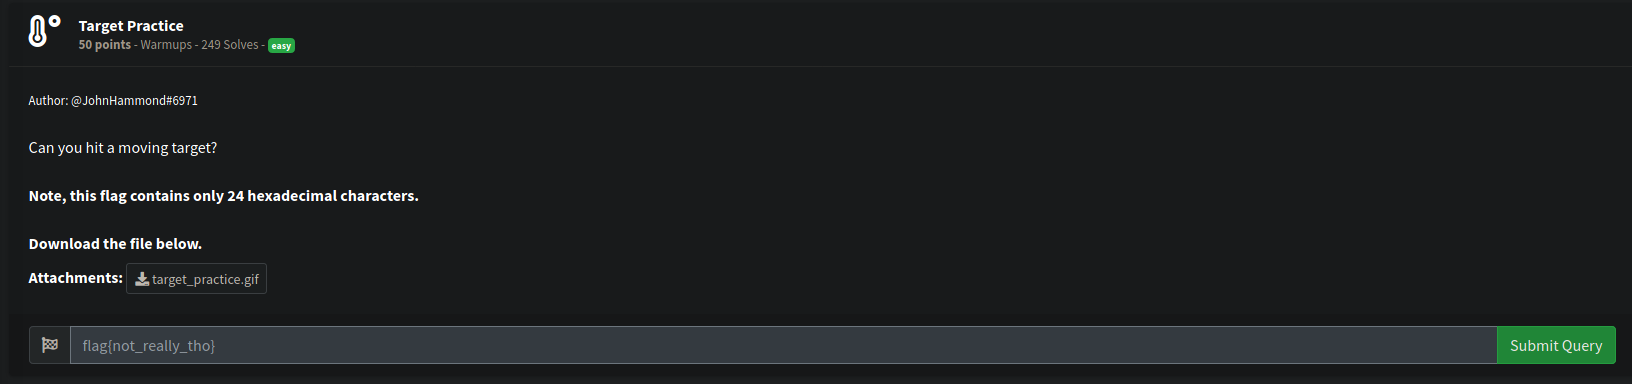 Target Practice
50 points - Warmups - 249 Solves - easy
Author: @JohnHammond#6971
Can you hit a moving target?
Note, this flag contains only 24 hexadecimal characters.
Download the file below.
Attachments: target_practice.gif
flag{not_really_tho} Submit Query